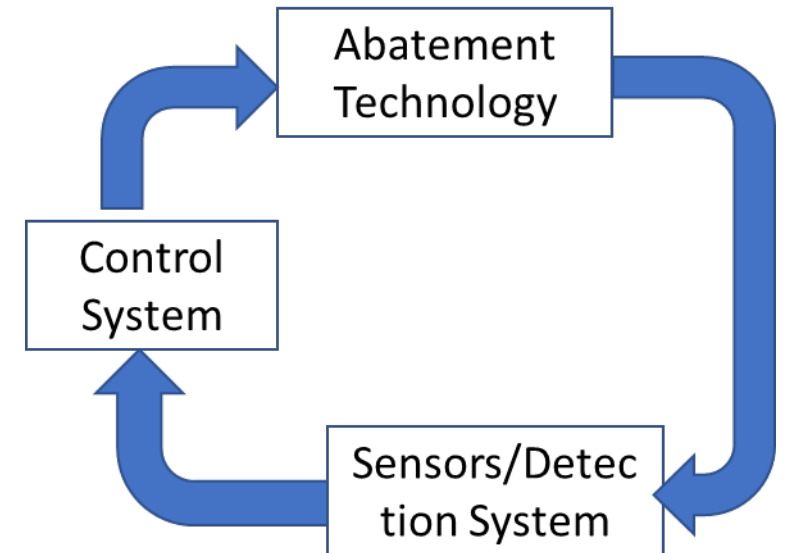 Abatement
Technology
Control
System
Sensors/Detec
tion System